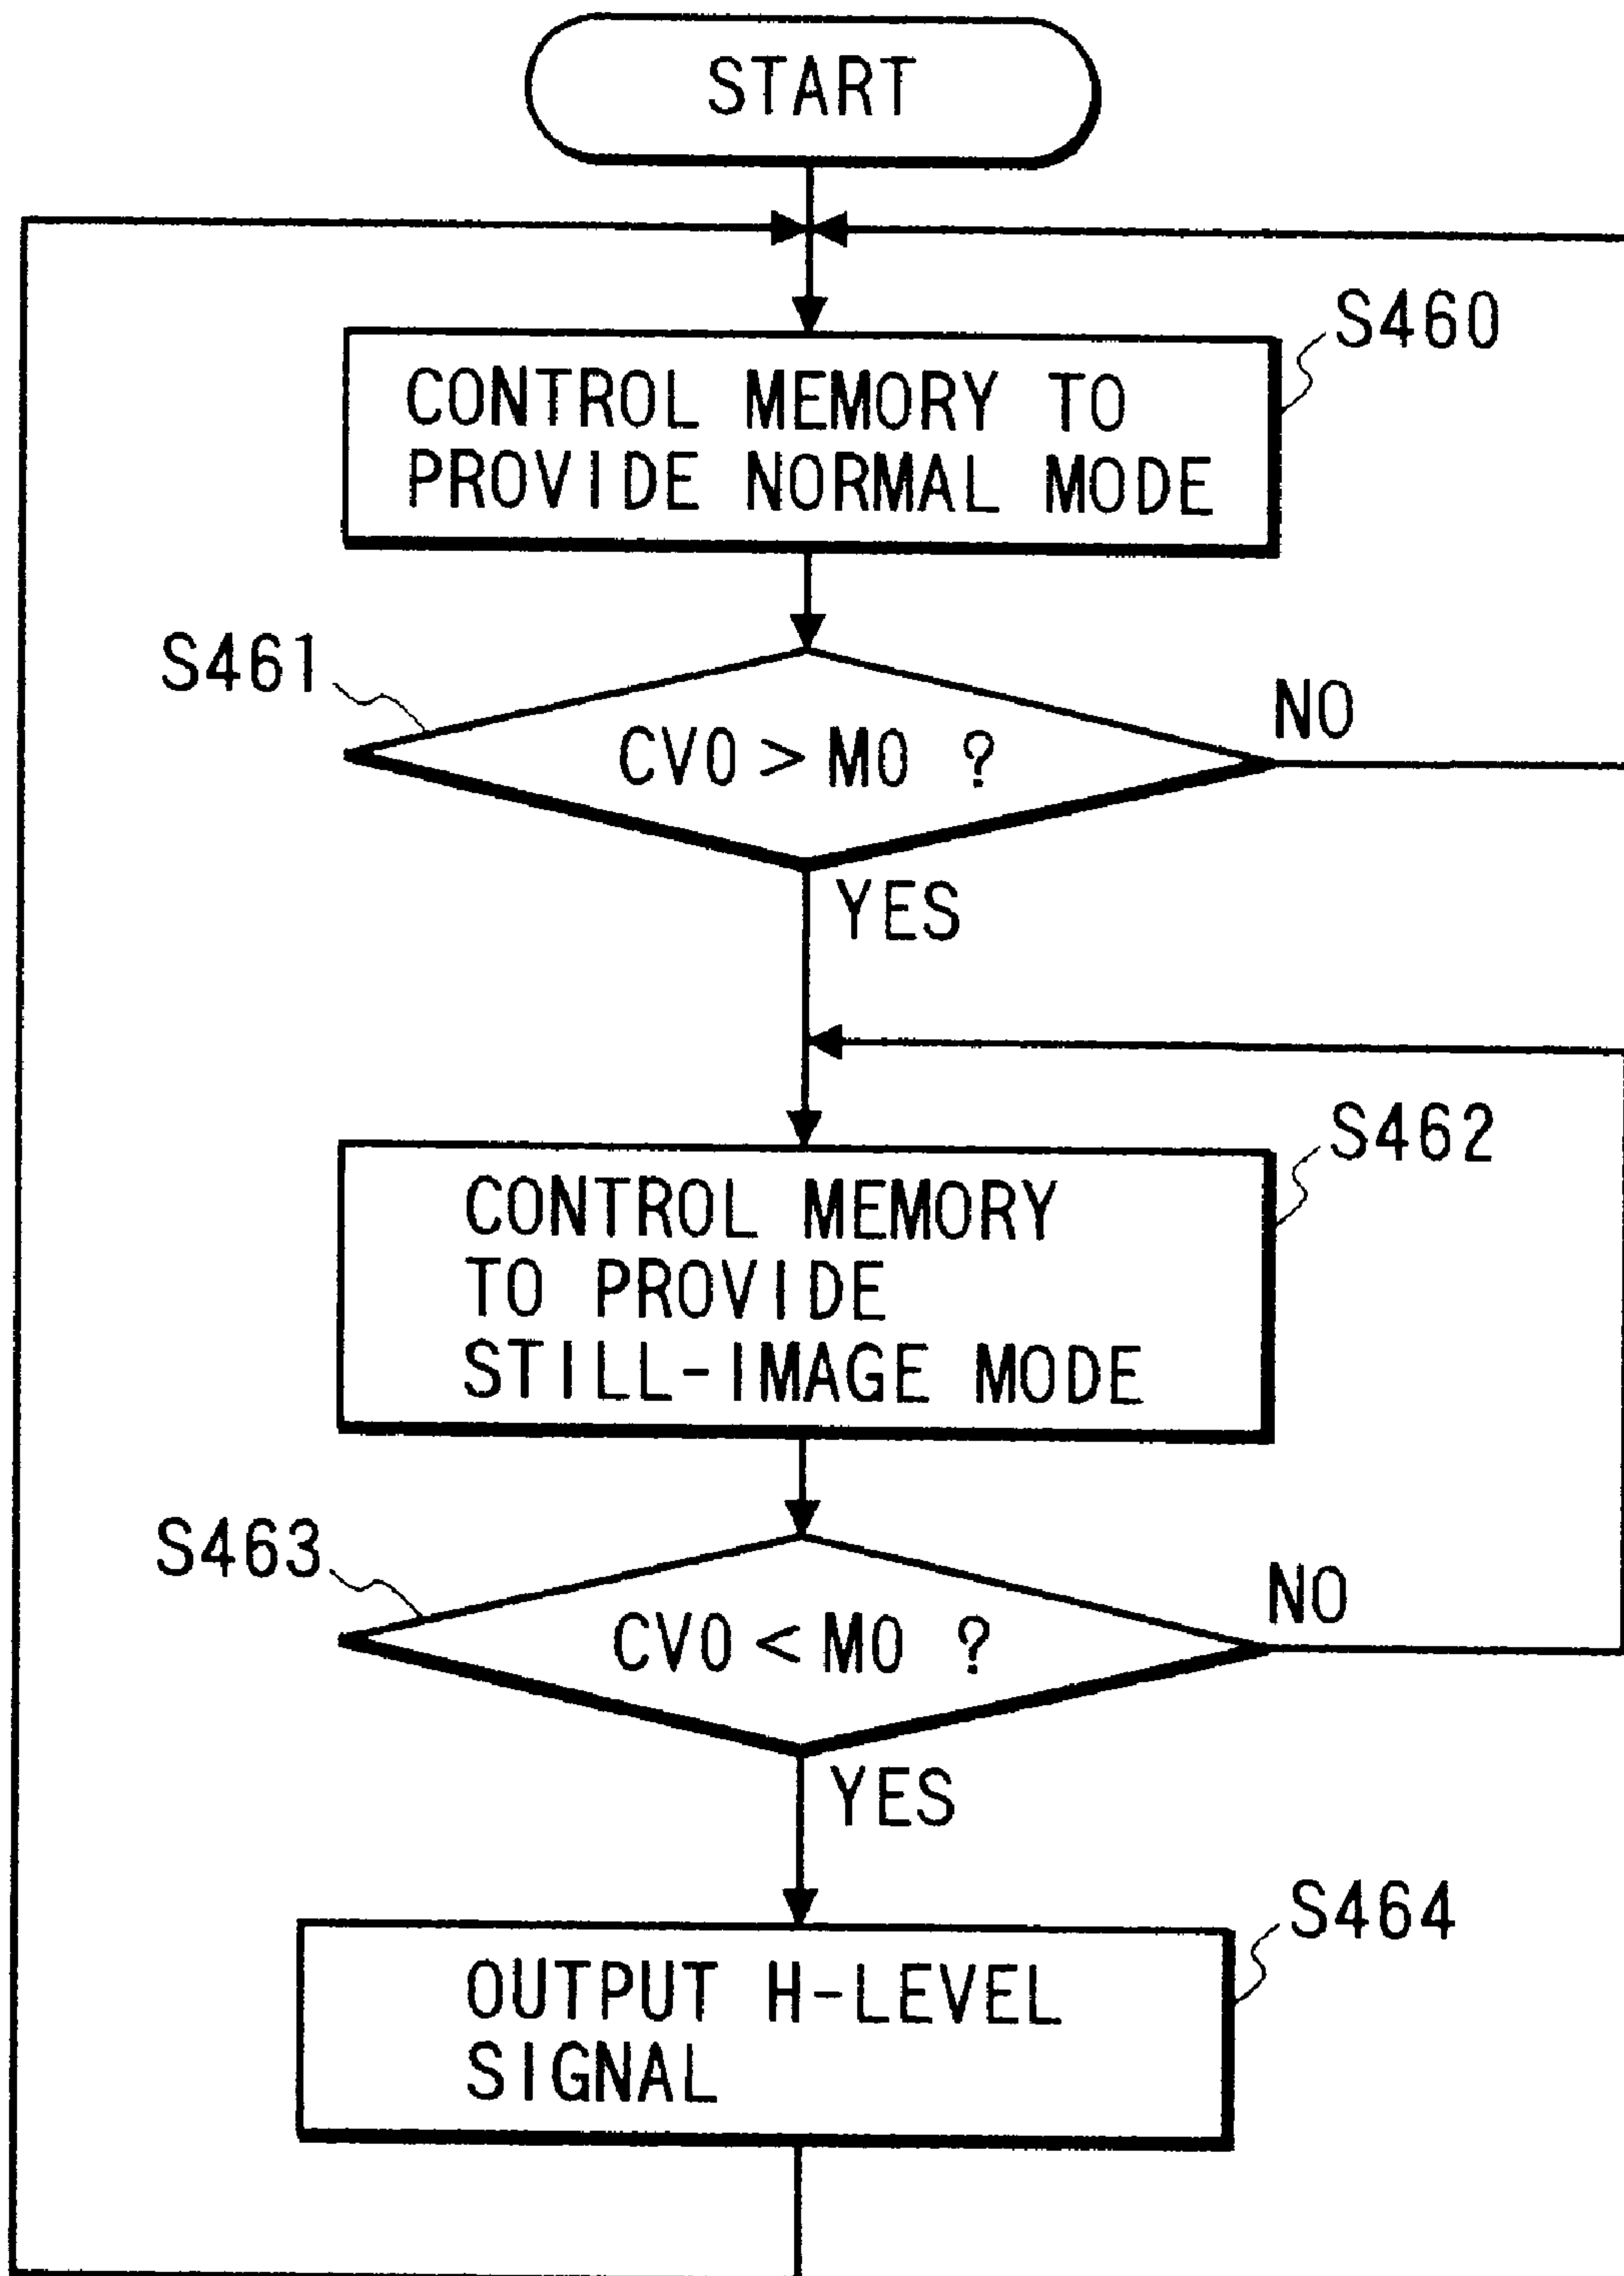 START
S460
CONTROL MEMORY TO
PROVIDE NORMAL MODE
S461
CV0 > M0 ?
NO
YES
S462
CONTROL MEMORY
TO PROVIDE
STILL-IMAGE MODE
S463
CV0 < M0 ?
NO
YES
S464
OUTPUT H-LEVEL
SIGNAL